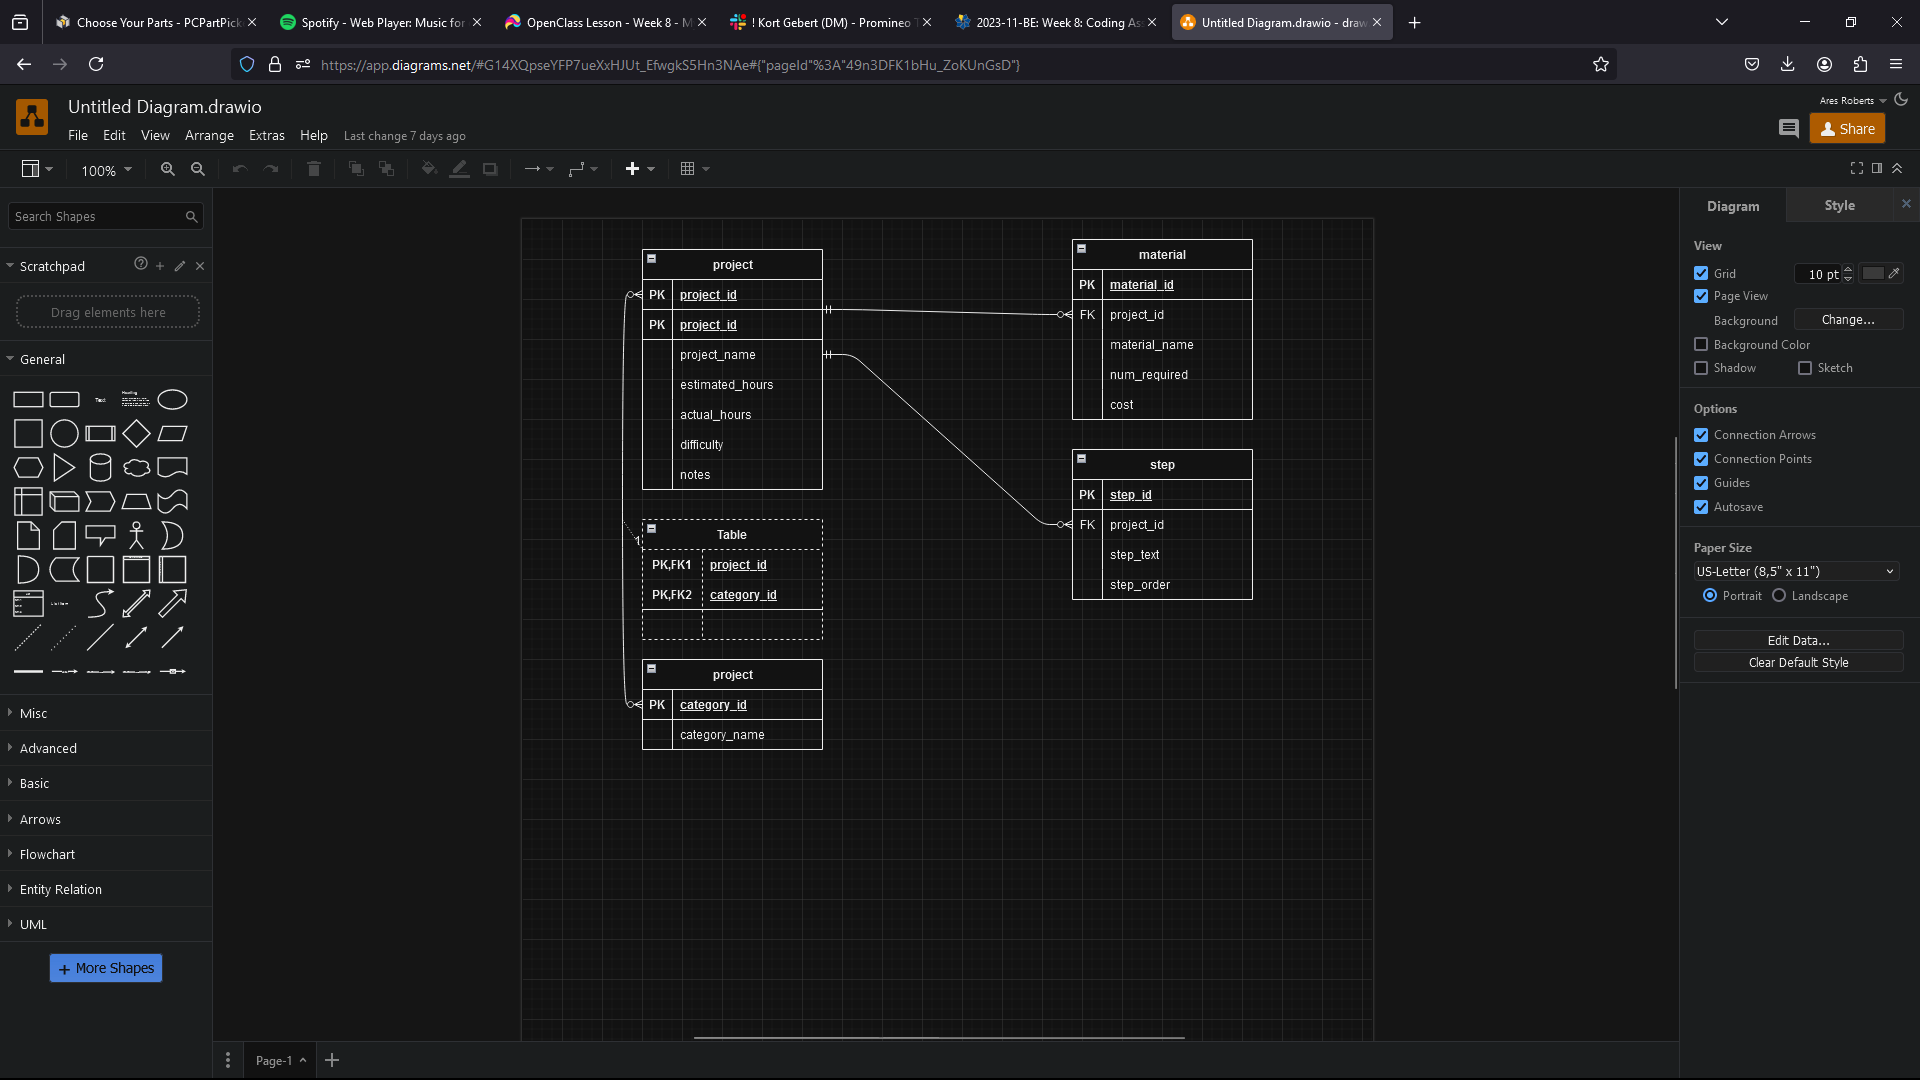 Choose Your Parts - PCPartPick
Spotify - Web Player: Music for
OpenClass Lesson - Week 8 - M
! Kort Gebert (DM) - Promineo T
2023-11-BE: Week 8: Coding Ass
Untitled Diagram.drawio - draw
https://app.diagrams.net/#G14XQpseYFP7ueXxHJUt_EfwgkS5Hn3NAe#{"pageId"%3A"49n3DFK1bHu_ZoKUnGsD"}
Untitled Diagram.drawio
Ares Roberts
File Edit View Arrange Extras Help Last change 7 days ago
Share
100%
Search Shapes
Scratchpad
Drag elements here
General
Text
Heading
List Item
Misc
Advanced
Basic
Arrows
Flowchart
Entity Relation
UML
+ More Shapes
project
PK project_id
PK project_id
project_name
estimated_hours
actual_hours
difficulty
notes
Table
PK,FK1 project_id
PK,FK2 category_id
project
PK category_id
category_name
material
PK material_id
FK project_id
material_name
num_required
cost
step
PK step_id
FK project_id
step_text
step_order
Diagram Style
View
Grid 10 pt
Page View
Background Change...
Background Color
Shadow Sketch
Options
Connection Arrows
Connection Points
Guides
Autosave
Paper Size
US-Letter (8,5" x 11")
Portrait Landscape
Edit Data...
Clear Default Style
Page-1